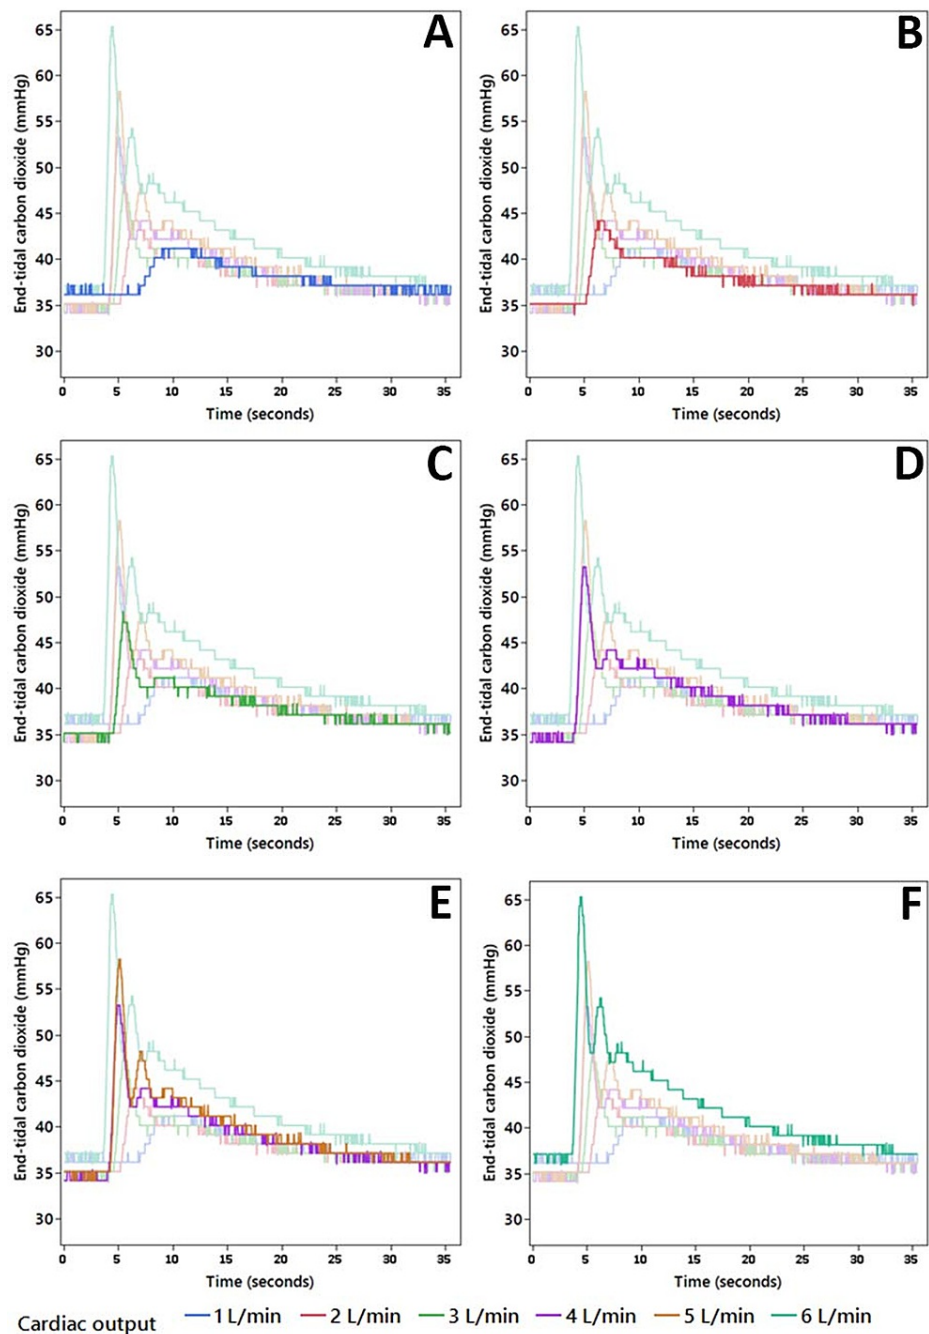 A
End-tidal carbon dioxide (mmHg)
65
60
55
50
45
40
35
30
0 5 10 15 20 25 30 35
Time (seconds)
B
End-tidal carbon dioxide (mmHg)
65
60
55
50
45
40
35
30
0 5 10 15 20 25 30 35
Time (seconds)
C
End-tidal carbon dioxide (mmHg)
65
60
55
50
45
40
35
30
0 5 10 15 20 25 30 35
Time (seconds)
D
End-tidal carbon dioxide (mmHg)
65
60
55
50
45
40
35
30
0 5 10 15 20 25 30 35
Time (seconds)
E
End-tidal carbon dioxide (mmHg)
65
60
55
50
45
40
35
30
0 5 10 15 20 25 30 35
Time (seconds)
F
End-tidal carbon dioxide (mmHg)
65
60
55
50
45
40
35
30
0 5 10 15 20 25 30 35
Time (seconds)
Cardiac output 1 L/min 2 L/min 3 L/min 4 L/min 5 L/min 6 L/min